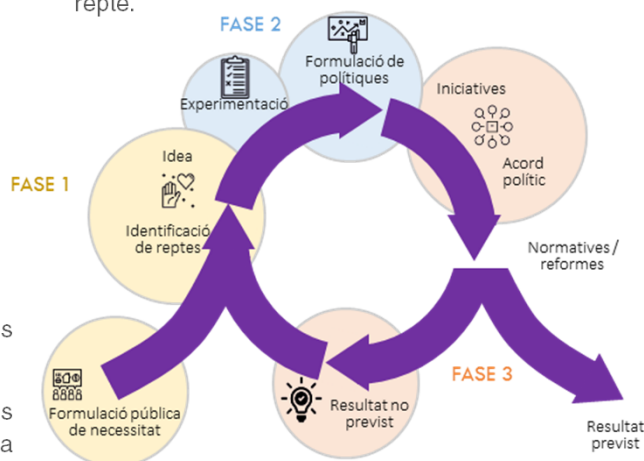 reple.
FASE 2
Formulació de
polítiques
Experimentació
Iniciatives
Acord
polític
FASE 1
Idea
Identificació
de reptes
Normatives /
reformes
s
FASE 3
Formulació pública
de necessitat
s
a
Resultat no
previst
Resultat
previst